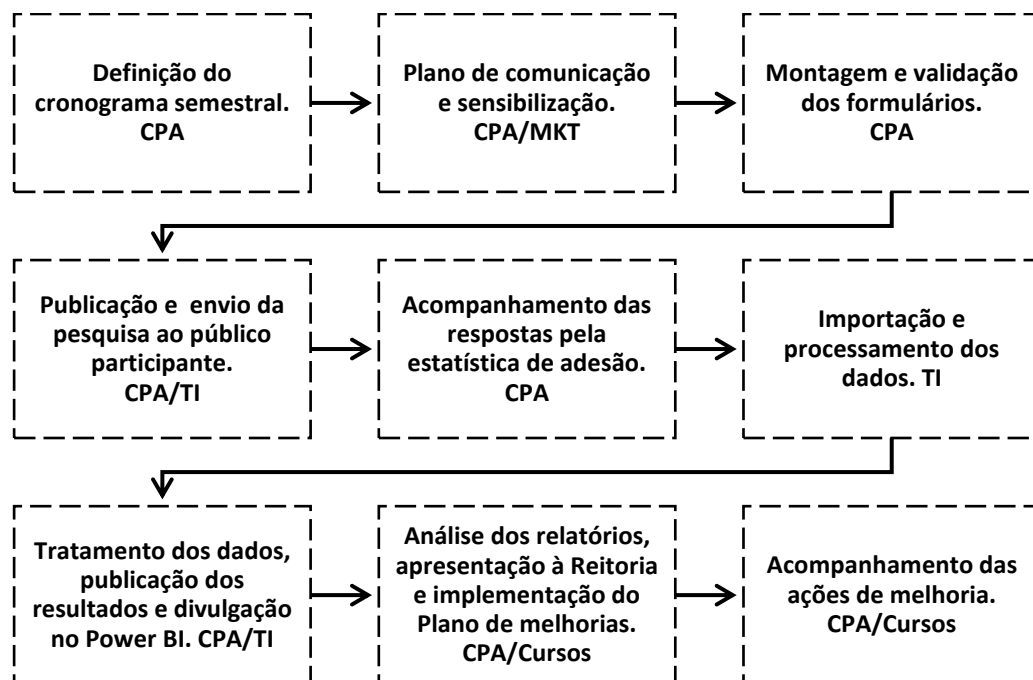 Definição do
cronograma semestral.
CPA
Plano de comunicação
e sensibilização.
CPA/MKT
Montagem e validação
dos formulários.
CPA
Publicação e  envio da
pesquisa ao público
participante.
CPA/TI
Acompanhamento das
respostas pela
estatística de adesão.
CPA
Importação e
processamento dos
dados. TI
Tratamento dos dados,
publicação dos
resultados e divulgação
no Power BI. CPA/TI
Análise dos relatórios,
apresentação à Reitoria
e implementação do
Plano de melhorias.
CPA/Cursos
Acompanhamento das
ações de melhoria.
CPA/Cursos